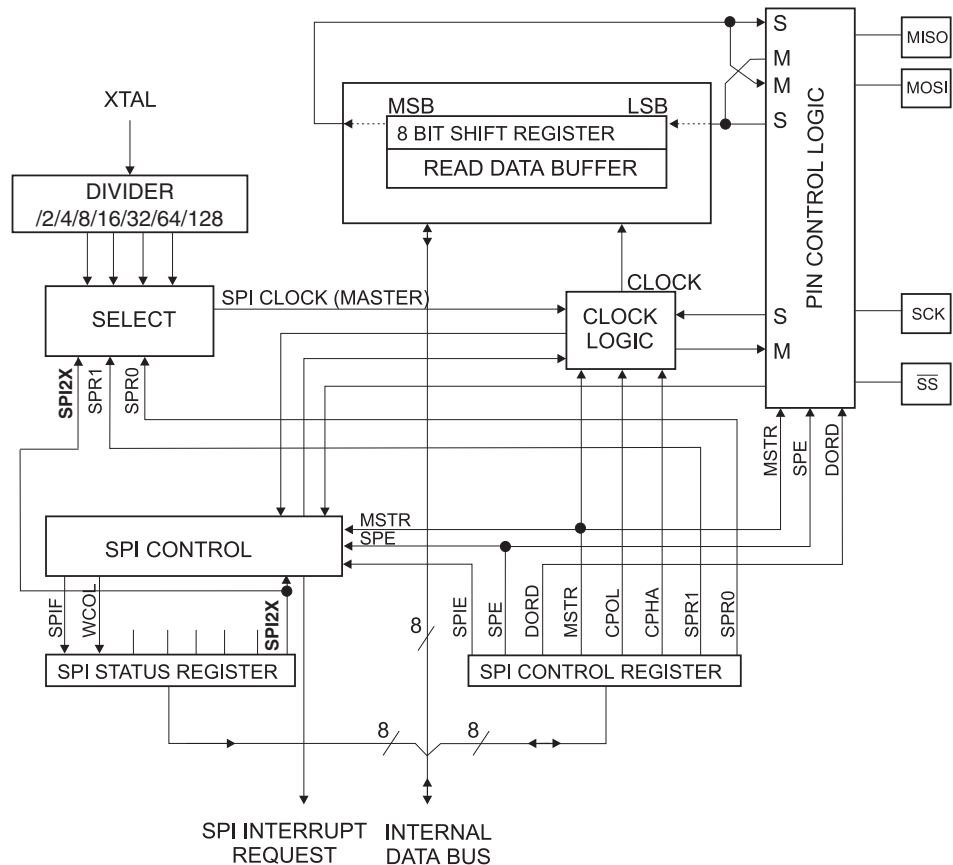 XTAL
DIVIDER
/2/4/8/16/32/64/128
SELECT
SPI2X
SPR1
SPR0
SPI CLOCK (MASTER)
MSB
LSB
8 BIT SHIFT REGISTER
READ DATA BUFFER
CLOCK
CLOCK
LOGIC
S
M
M
S
S
M
PIN CONTROL LOGIC
MISO
MOSI
SCK
SS
MSTR
SPE
DORD
SPI CONTROL
MSTR
SPE
SPIF
WCOL
SPI2X
SPI STATUS REGISTER
8
SPIE
SPE
DORD
MSTR
CPOL
CPHA
SPR1
SPR0
SPI CONTROL REGISTER
8
8
SPI INTERRUPT
REQUEST
INTERNAL
DATA BUS